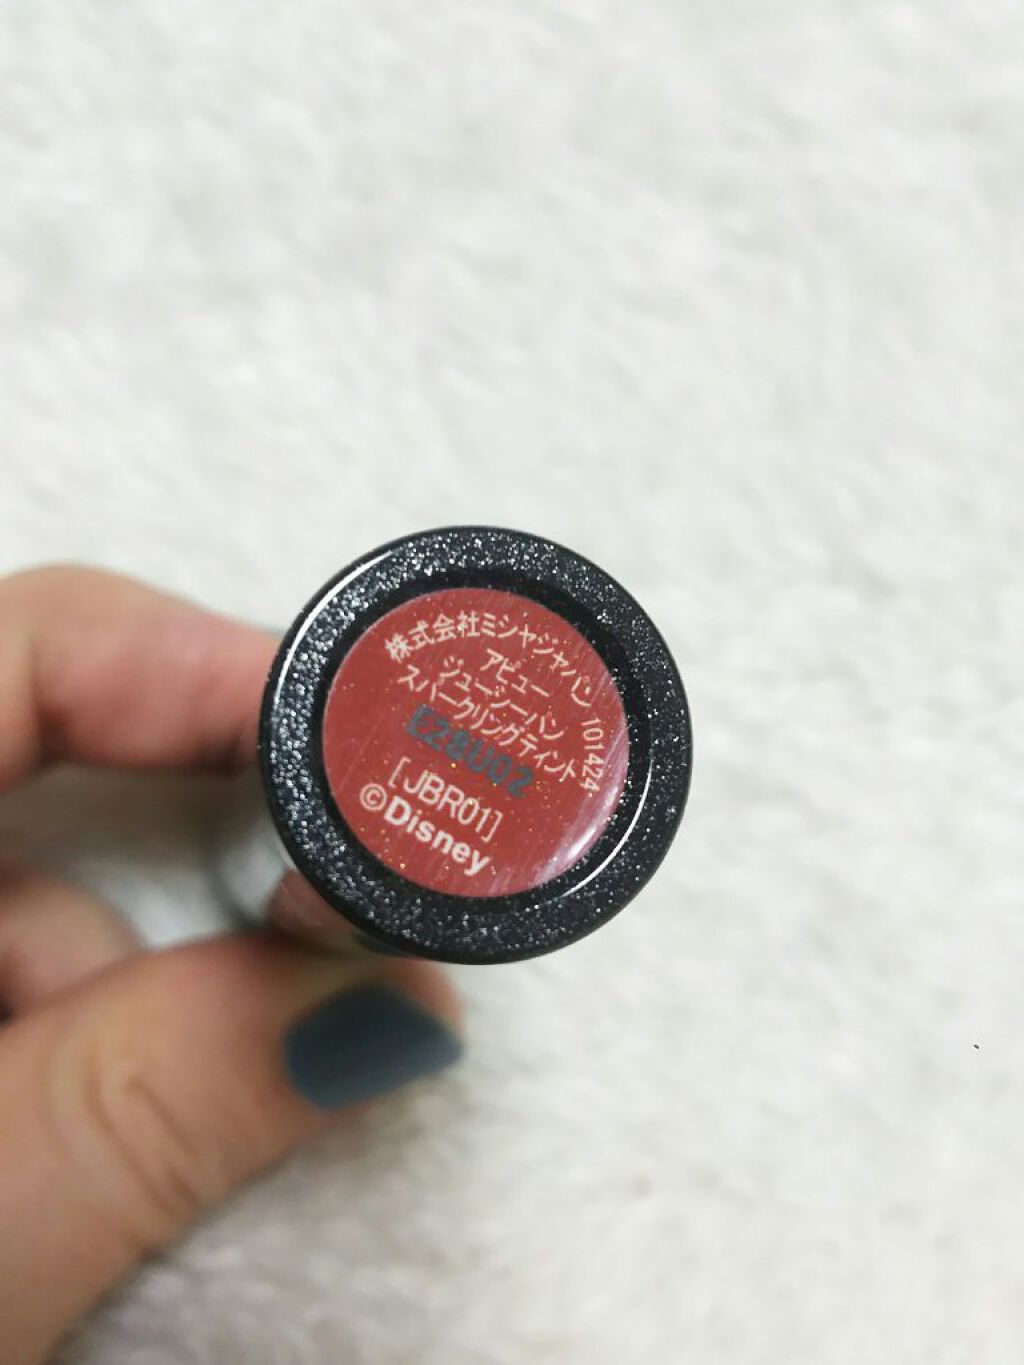 株式会社ミシャジャパン 101424
アピュー
ジューシーパン
スパークリングティント
E28U02
[JBR01]
©Disney